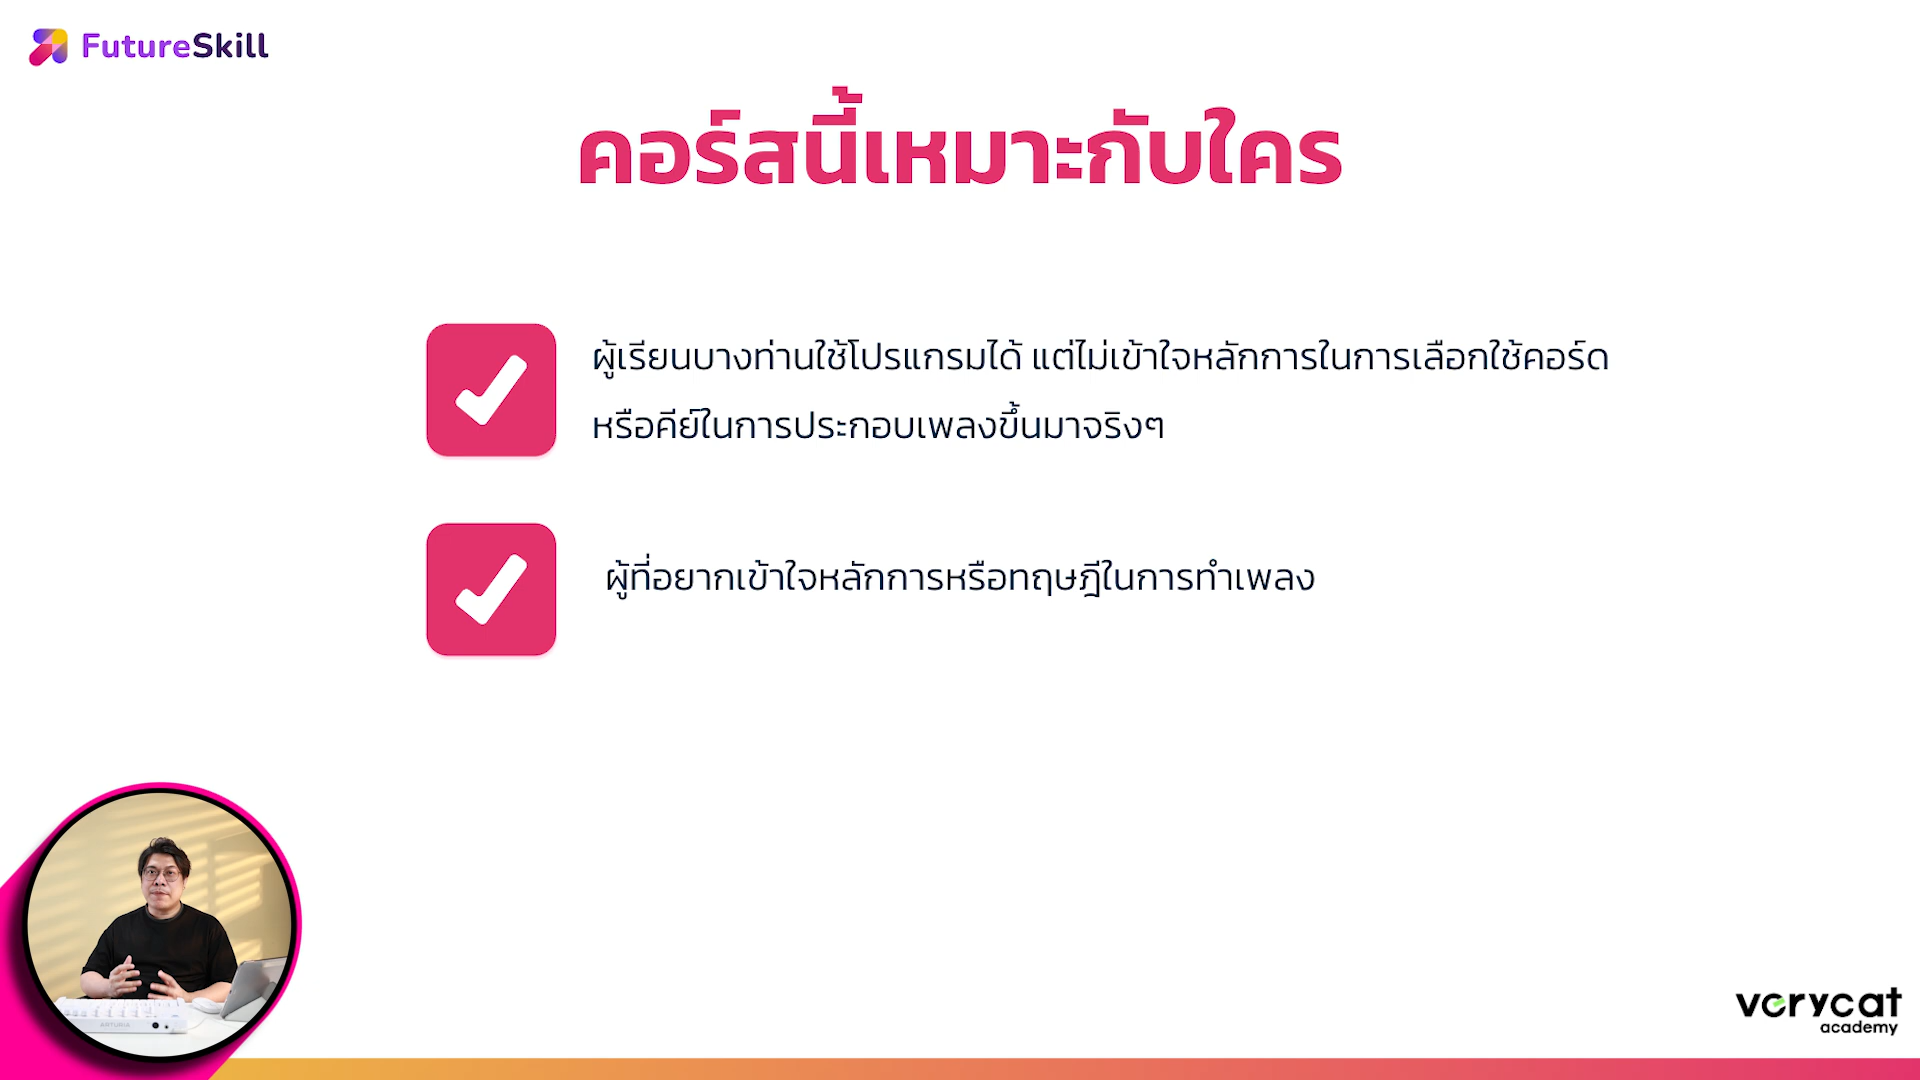 FutureSkill
คอร์สนี้เหมาะกับใคร
ผู้เรียนบางท่านใช้โปรแกรมได้ แต่ไม่เข้าใจหลักการในการเลือกใช้คอร์ด
หรือคีย์ในการประกอบเพลงขึ้นมาจริงๆ
ผู้ที่อยากเข้าใจหลักการหรือทฤษฎีในการทำเพลง
ARTURIA
verycat
academy